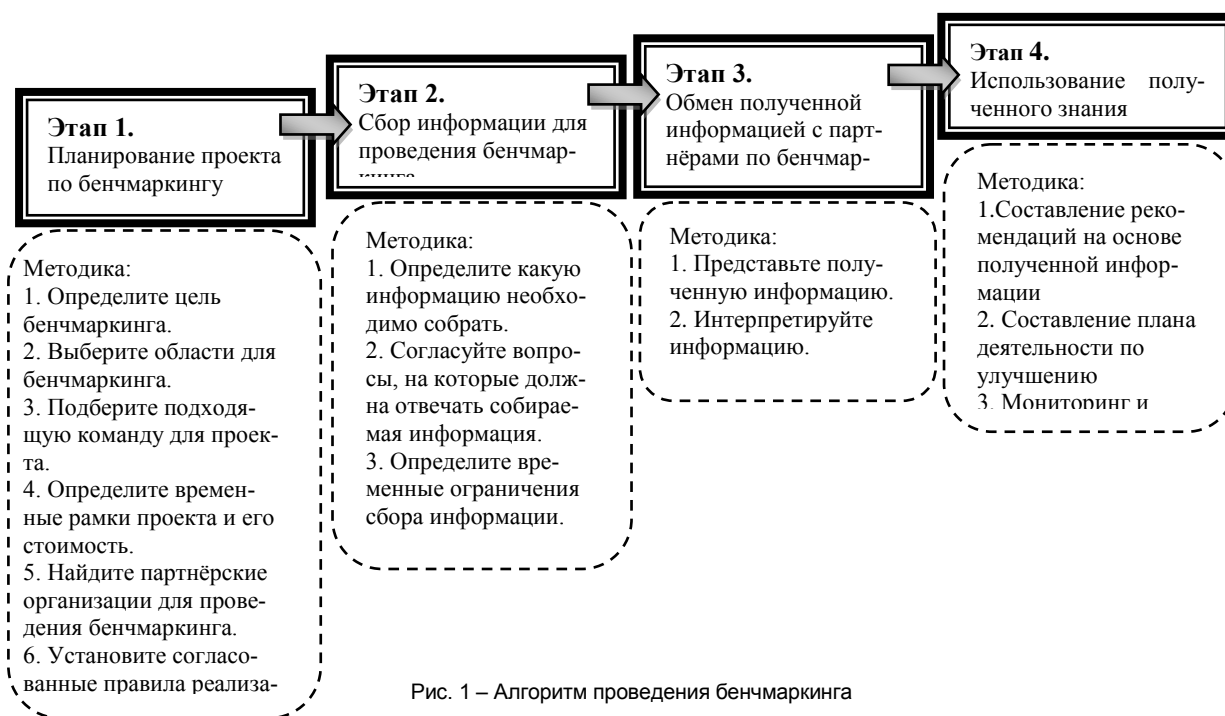 Этап 1.
Планирование проекта
по бенчмаркингу
Методика:
1. Определите цель
бенчмаркинга.
2. Выберите области для
бенчмаркинга.
3. Подберите подходя-
щую команду для проек-
та.
4. Определите времен-
ные рамки проекта и его
стоимость.
5. Найдите партнёрские
организации для прове-
дения бенчмаркинга.
6. Установите согласо-
ванные правила реализа-
Этап 2.
Сбор информации для
проведения бенчмар-
кинга
Методика:
1. Определите какую
информацию необхо-
димо собрать.
2. Согласуйте вопро-
сы, на которые долж-
на отвечать собирае-
мая информация.
3. Определите вре-
менные ограничения
сбора информации.
Этап 3.
Обмен полученной
информацией с парт-
нёрами по бенчмар-
Методика:
1. Представьте полу-
ченную информацию.
2. Интерпретируйте
информацию.
Этап 4.
Использование полу-
ченного знания
Методика:
1.Составление реко-
мендаций на основе
полученной инфор-
мации
2. Составление плана
деятельности по
улучшению
3. Мониторинг и
Рис. 1 – Алгоритм проведения бенчмаркинга